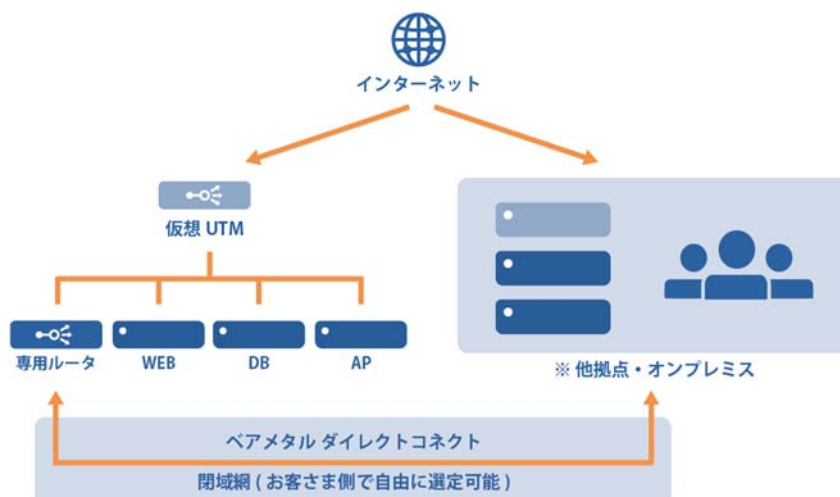 インターネット
仮想 UTM
専用ルータ
WEB
DB
AP
※ 他拠点・オンプレミス
ベアメタル ダイレクトコネクト
閉域網 ( お客さま側で自由に選定可能 )